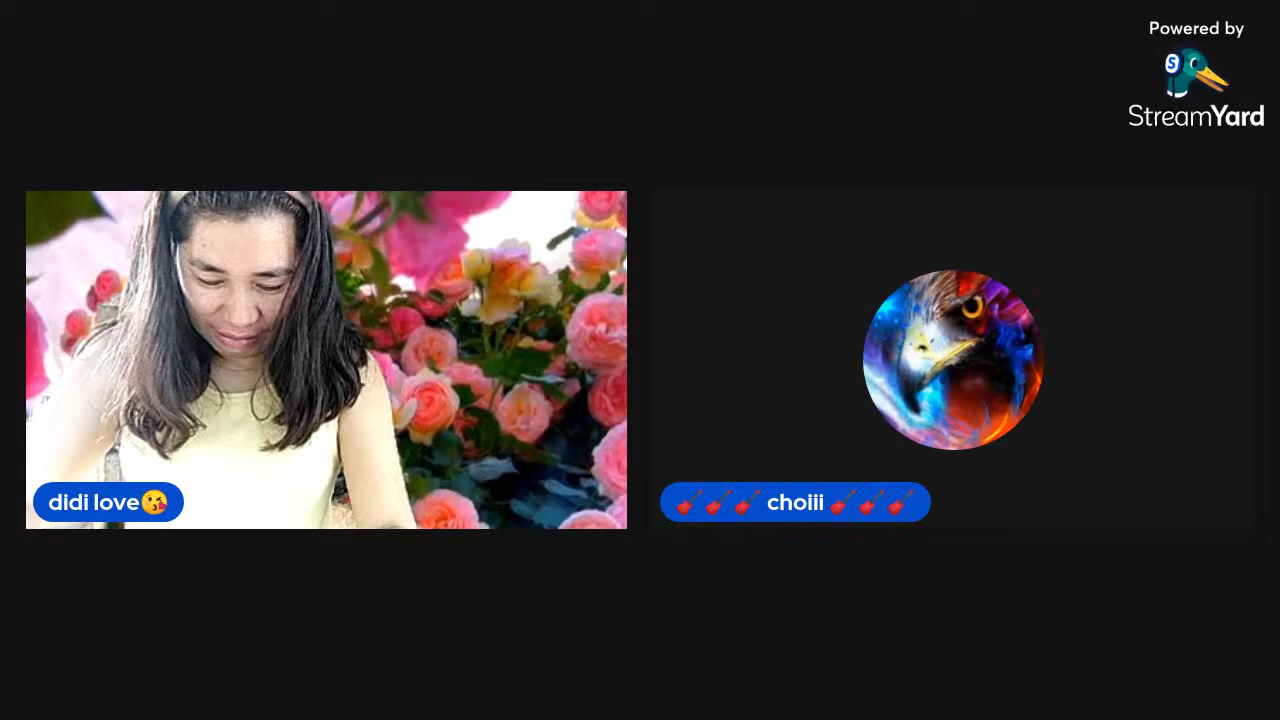 Powered by
S
StreamYard
didi love😘
🎸🎸🎸 choiii 🎸🎸🎸